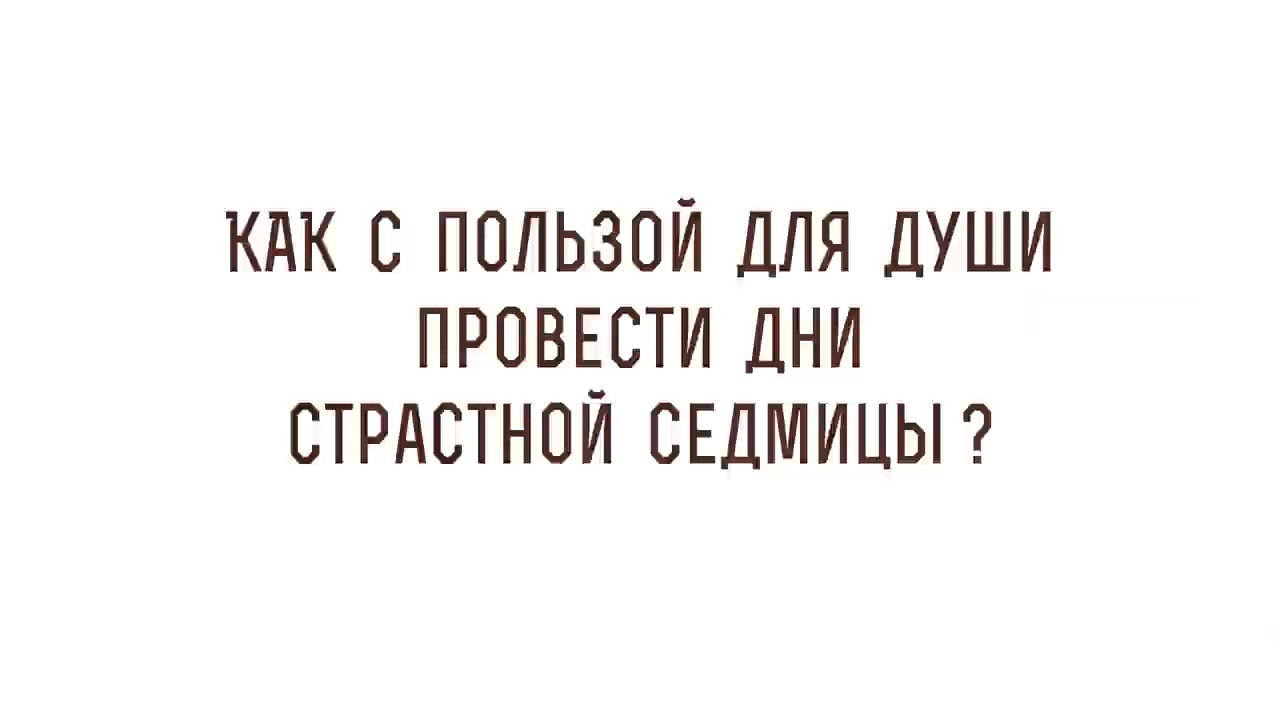 КАК С ПОЛЬЗОЙ ДЛЯ ДУШИ
ПРОВЕСТИ ДНИ
СТРАСТНОЙ СЕДМИЦЫ ?